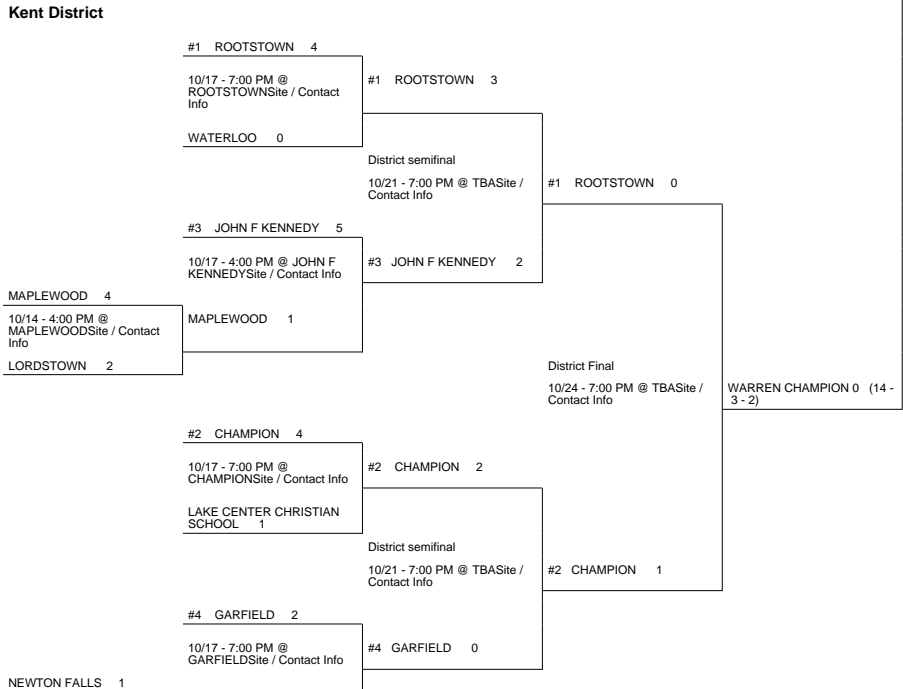 Kent District
#1 ROOTSTOWN 4
10/17 - 7:00 PM @
ROOTSTOWNSite / Contact
Info
#1 ROOTSTOWN 3
WATERLOO 0
District semifinal
10/21 - 7:00 PM @ TBASite /
Contact Info
#1 ROOTSTOWN 0
#3 JOHN F KENNEDY 5
10/17 - 4:00 PM @ JOHN F
KENNEDYSite / Contact Info
#3 JOHN F KENNEDY 2
MAPLEWOOD 4
10/14 - 4:00 PM @
MAPLEWOODSite / Contact
Info
MAPLEWOOD 1
LORDSTOWN 2
District Final
10/24 - 7:00 PM @ TBASite /
Contact Info
WARREN CHAMPION 0 (14 -
3 - 2)
#2 CHAMPION 4
10/17 - 7:00 PM @
CHAMPIONSite / Contact Info
#2 CHAMPION 2
LAKE CENTER CHRISTIAN
SCHOOL 1
District semifinal
10/21 - 7:00 PM @ TBASite /
Contact Info
#2 CHAMPION 1
#4 GARFIELD 2
10/17 - 7:00 PM @
GARFIELDSite / Contact Info
#4 GARFIELD 0
NEWTON FALLS 1